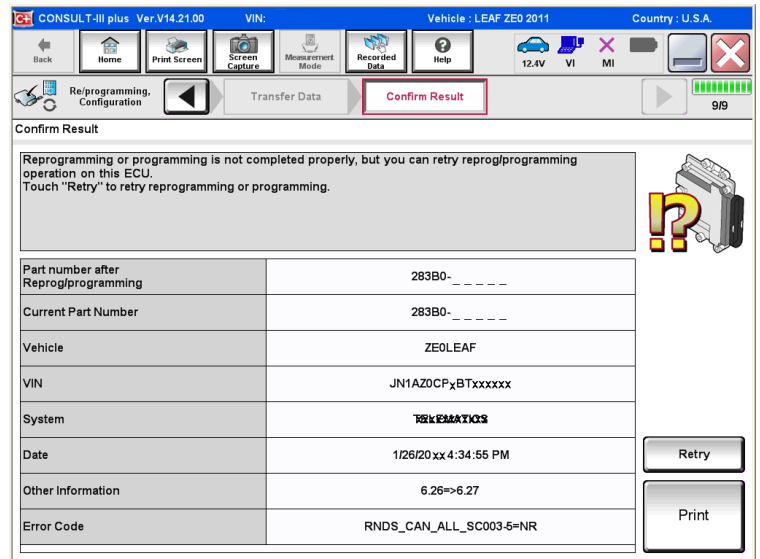 CONSULT-III plus Ver.V14.21.00 VIN: Vehicle : LEAF ZE0 2011 Country : U.S.A.
Back
Home
Print Screen
Screen Capture
Measurement Mode
Recorded Data
Help
12.4V
VI
MI
Re/programming, Configuration
Transfer Data
Confirm Result
9/9
Confirm Result
Reprogramming or programming is not completed properly, but you can retry reprog/programming
operation on this ECU.
Touch "Retry" to retry reprogramming or programming.
Part number after
Reprog/programming
283B0-_ _ _ _ _
Current Part Number
283B0-_ _ _ _ _
Vehicle
ZE0LEAF
VIN
JN1AZ0CPxBTxxxxxx
System
Date
1/26/20xx 4:34:55 PM
Other Information
6.26=>6.27
Error Code
RNDS_CAN_ALL_SC003-5=NR
Retry
Print